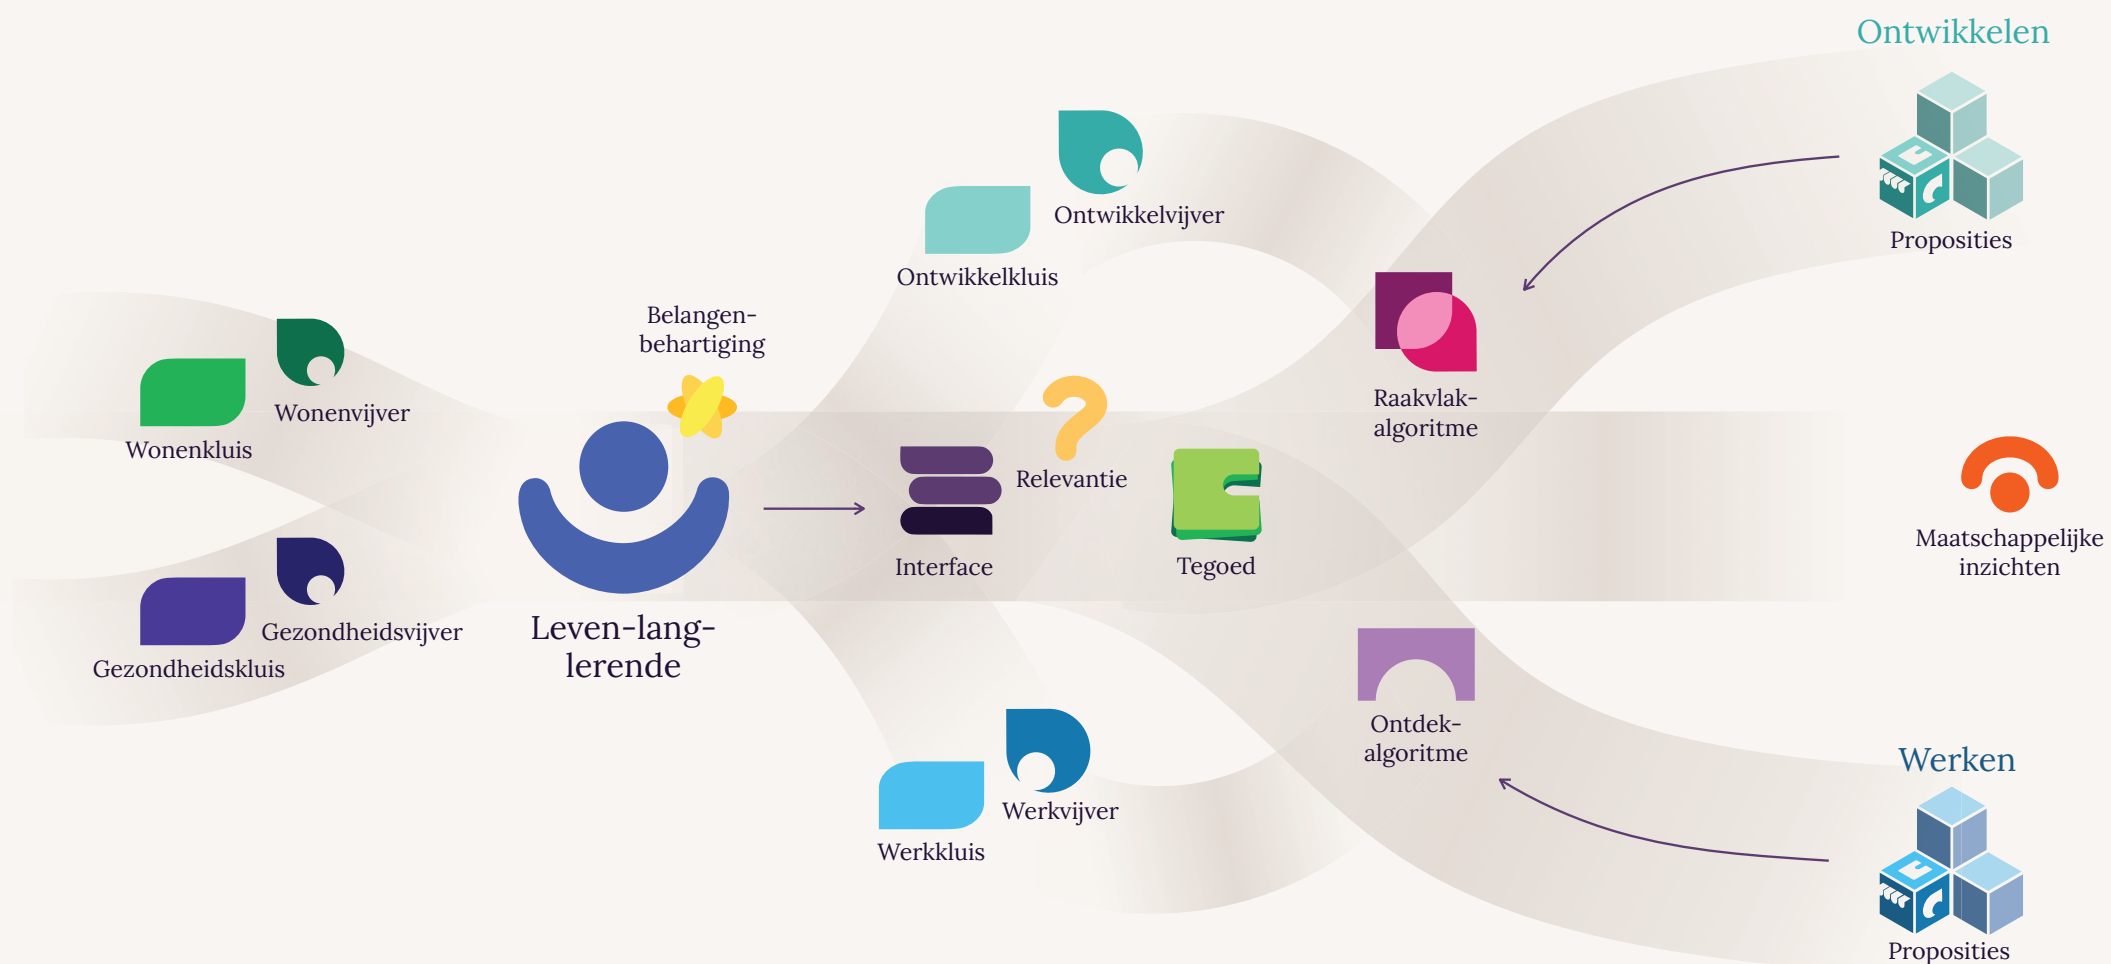 Ontwikkelen
Proposities
Ontwikkelvijver
Ontwikkelkluis
Belangen-
behartiging
Wonenvijver
Wonenkluis
Raakvlak-
algoritme
Relevantie
Interface
Tegoed
Maatschappelijke
inzichten
Gezondheidsvijver
Gezondheidskluis
Leven-lang-
lerende
Ontdek-
algoritme
Werkvijver
Werkkluis
Werken
Proposities